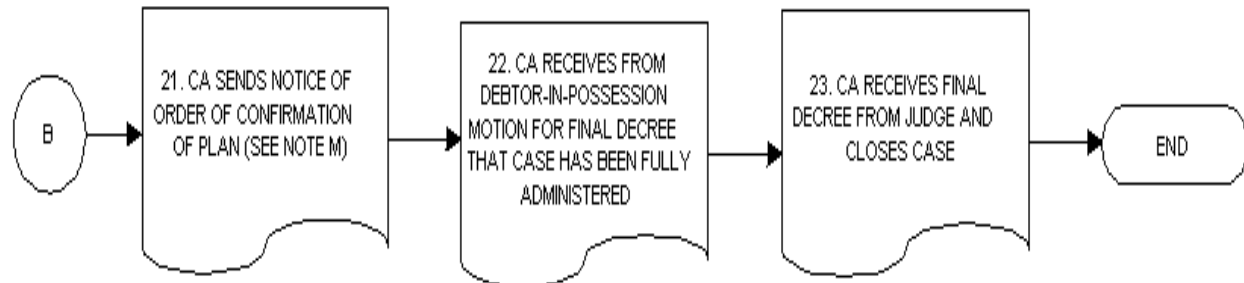 B
21. CA SENDS NOTICE OF
ORDER OF CONFIRMATION
OF PLAN (SEE NOTE M)
22. CA RECEIVES FROM
DEBTOR-IN-POSSESSION
MOTION FOR FINAL DECREE
THAT CASE HAS BEEN FULLY
ADMINISTERED
23. CA RECEIVES FINAL
DECREE FROM JUDGE AND
CLOSES CASE
END